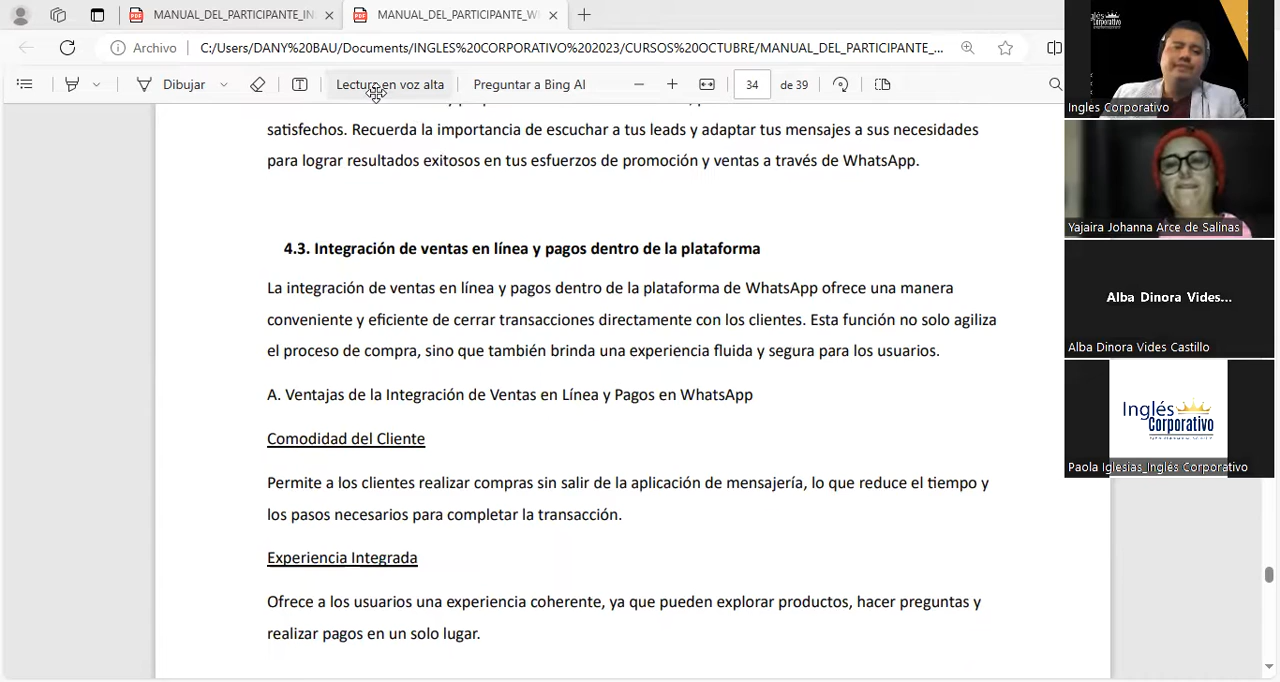 MANUAL_DEL_PARTICIPANTE_IN
MANUAL_DEL_PARTICIPANTE_W
Archivo
C:/Users/DANY%20BAU/Documents/INGLES%20CORPORATIVO%202023/CURSOS%20OCTUBRE/MANUAL_DEL_PARTICIPANTE_...
Dibujar
Lectura en voz alta
Preguntar a Bing AI
34 de 39
satisfechos. Recuerda la importancia de escuchar a tus leads y adaptar tus mensajes a sus necesidades
para lograr resultados exitosos en tus esfuerzos de promoción y ventas a través de WhatsApp.
4.3. Integración de ventas en línea y pagos dentro de la plataforma
La integración de ventas en línea y pagos dentro de la plataforma de WhatsApp ofrece una manera
conveniente y eficiente de cerrar transacciones directamente con los clientes. Esta función no solo agiliza
el proceso de compra, sino que también brinda una experiencia fluida y segura para los usuarios.
A. Ventajas de la Integración de Ventas en Línea y Pagos en WhatsApp
Comodidad del Cliente
Permite a los clientes realizar compras sin salir de la aplicación de mensajería, lo que reduce el tiempo y
los pasos necesarios para completar la transacción.
Experiencia Integrada
Ofrece a los usuarios una experiencia coherente, ya que pueden explorar productos, hacer preguntas y
realizar pagos en un solo lugar.
Inglés
Corporativo
Ingles Corporativo
Yajaira Johanna Arce de Salinas
Alba Dinora Vides...
Alba Dinora Vides Castillo
Inglés
Corporativo
Paola Iglesias_Inglés Corporativo